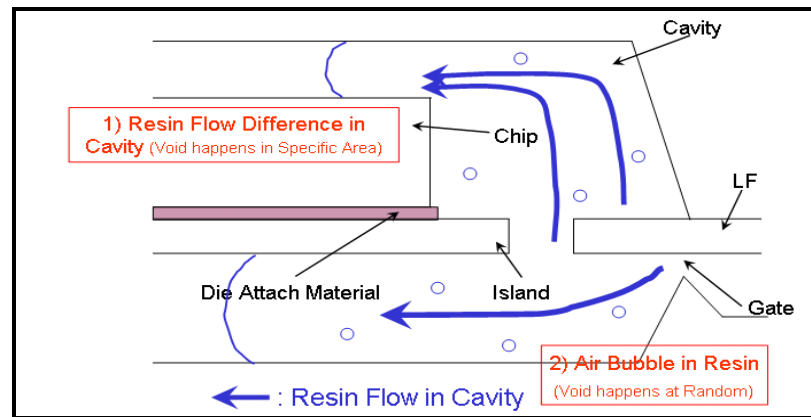 Cavity
1) Resin Flow Difference in
Cavity (Void happens in Specific Area)
Chip
LF
Die Attach Material
Island
Gate
2) Air Bubble in Resin
(Void happens at Random)
: Resin Flow in Cavity